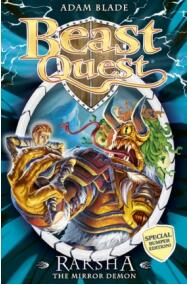 ADAM BLADE
Beast
Quest
SPECIAL
BUMPER
EDITION!
RAKSHA
THE MIRROR DEMON